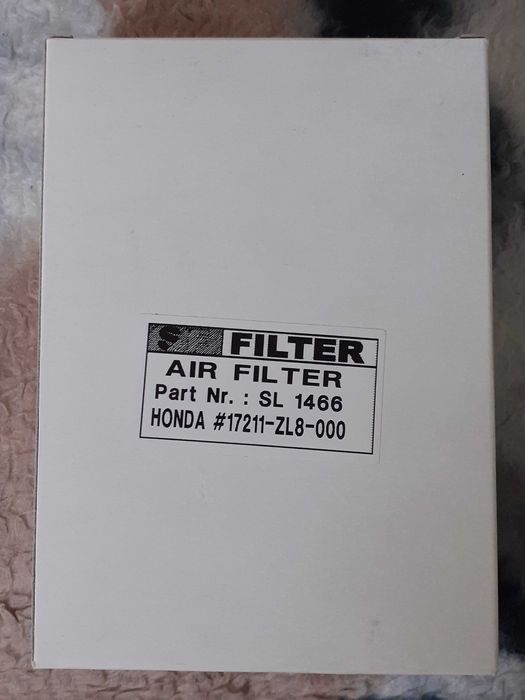 FILTER
AIR FILTER
Part Nr. : SL 1466
HONDA #17211-ZL8-000